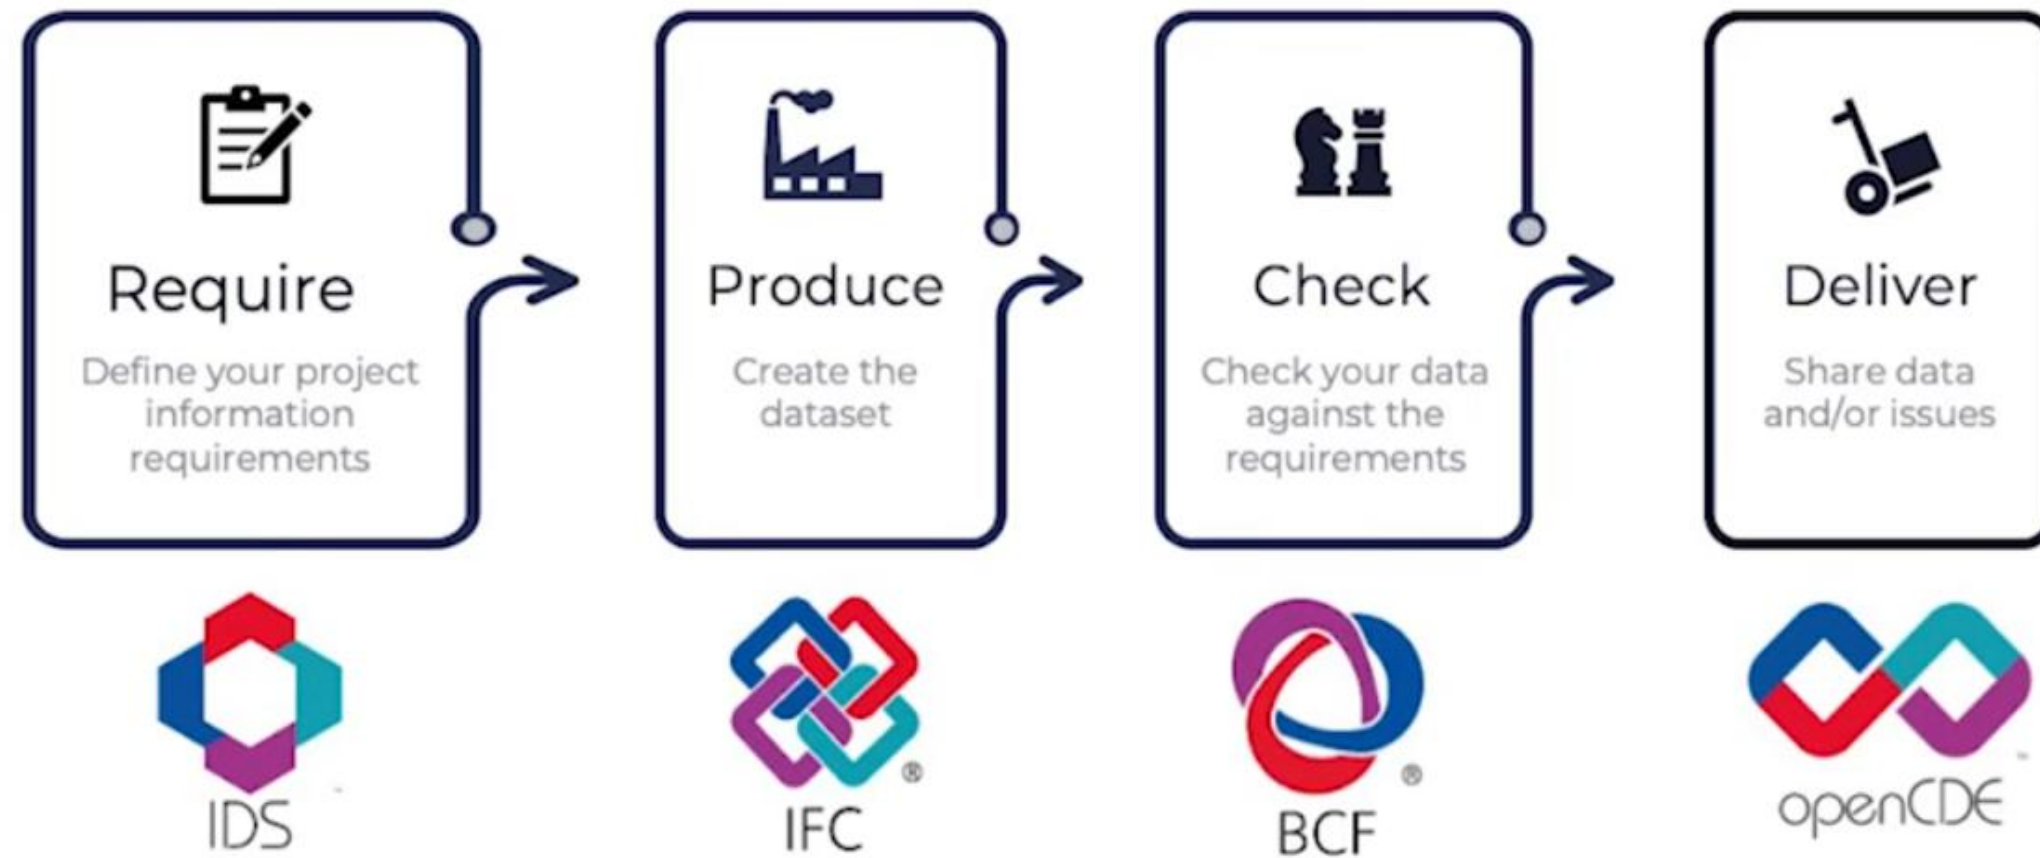 Require
Define your project
information
requirements
Produce
Create the
dataset
Check
Check your data
against the
requirements
Deliver
Share data
and/or issues
IDS
IFC
®
BCF
®
openCDE